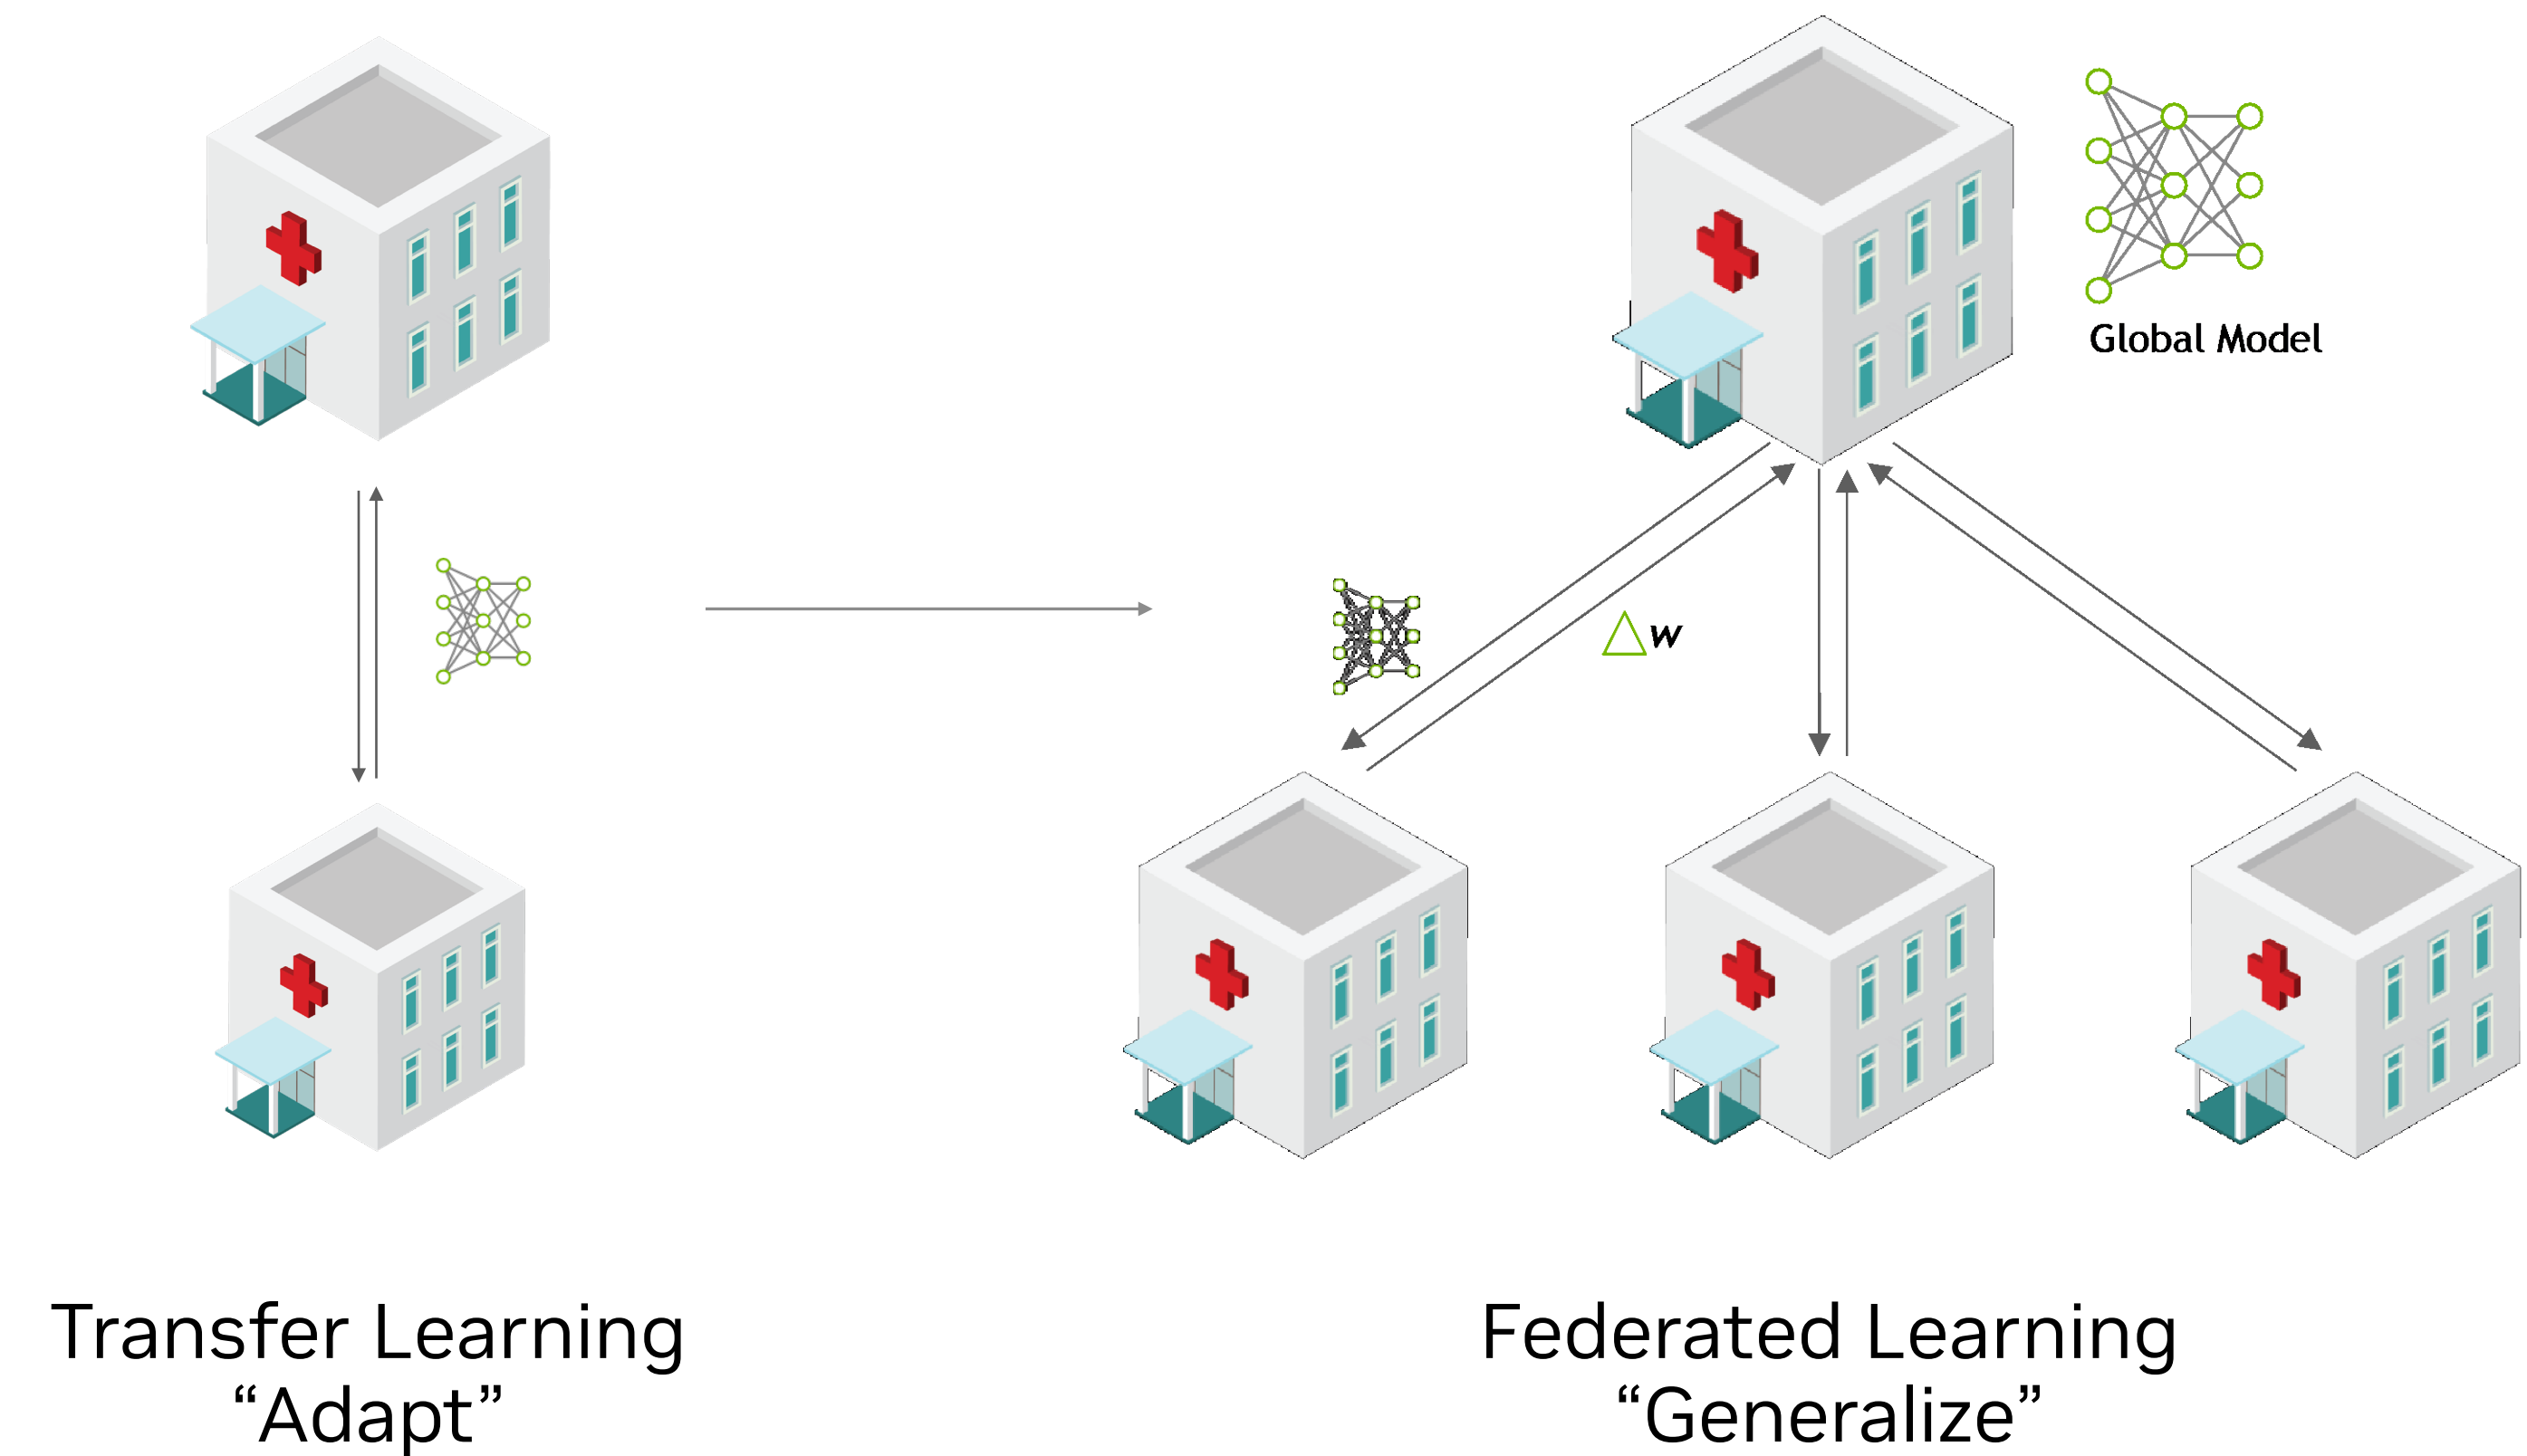 Global Model
△w
Transfer Learning
“Adapt”
Federated Learning
“Generalize”